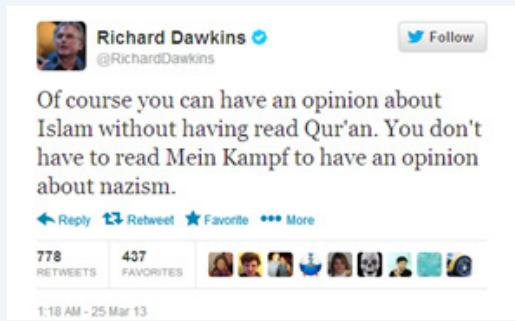 Richard Dawkins
Follow
@RichardDawkins
Of course you can have an opinion about
Islam without having read Qur'an. You don't
have to read Mein Kampf to have an opinion
about nazism.
Reply Retweet Favorite More
778 437
RETWEETS FAVORITES
1:18 AM - 25 Mar 13